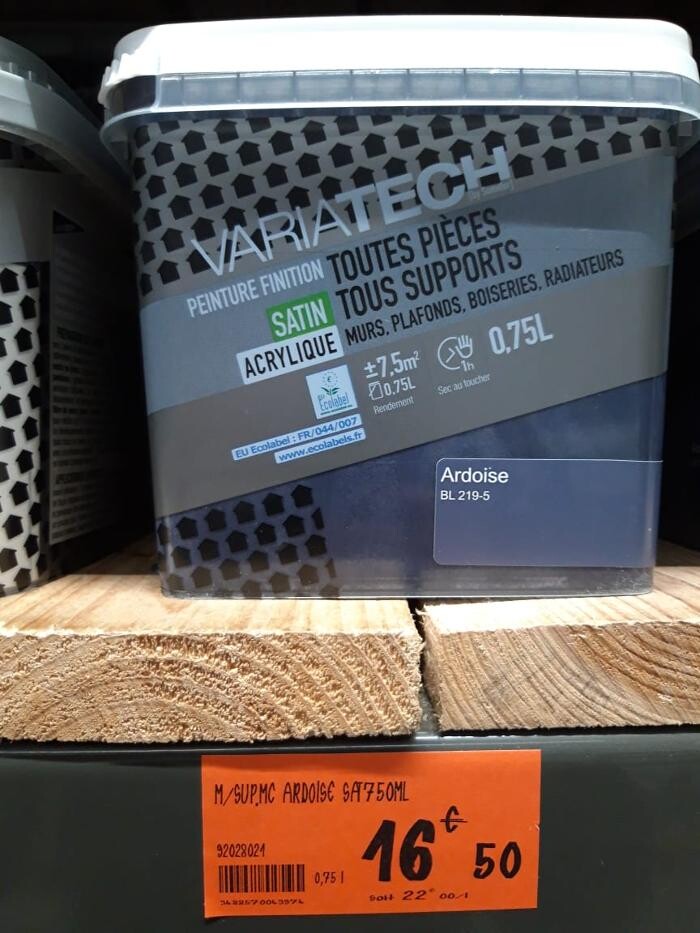 VARIATECH
PEINTURE FINITION TOUTES PIÈCES
SATIN TOUS SUPPORTS
ACRYLIQUE MURS, PLAFONDS, BOISERIES, RADIATEURS
±7,5m²
0.75L
Rendement
1h
Sec au toucher
0,75L
Ecolabel
EU Ecolabel : FR/044/007
www.ecolabels.fr
Ardoise
BL 219-5
M/SUP.MC ARDOISE SAT750ML
92028021
16€50
0,75 l
3482570043974
SOIT 22€00/l